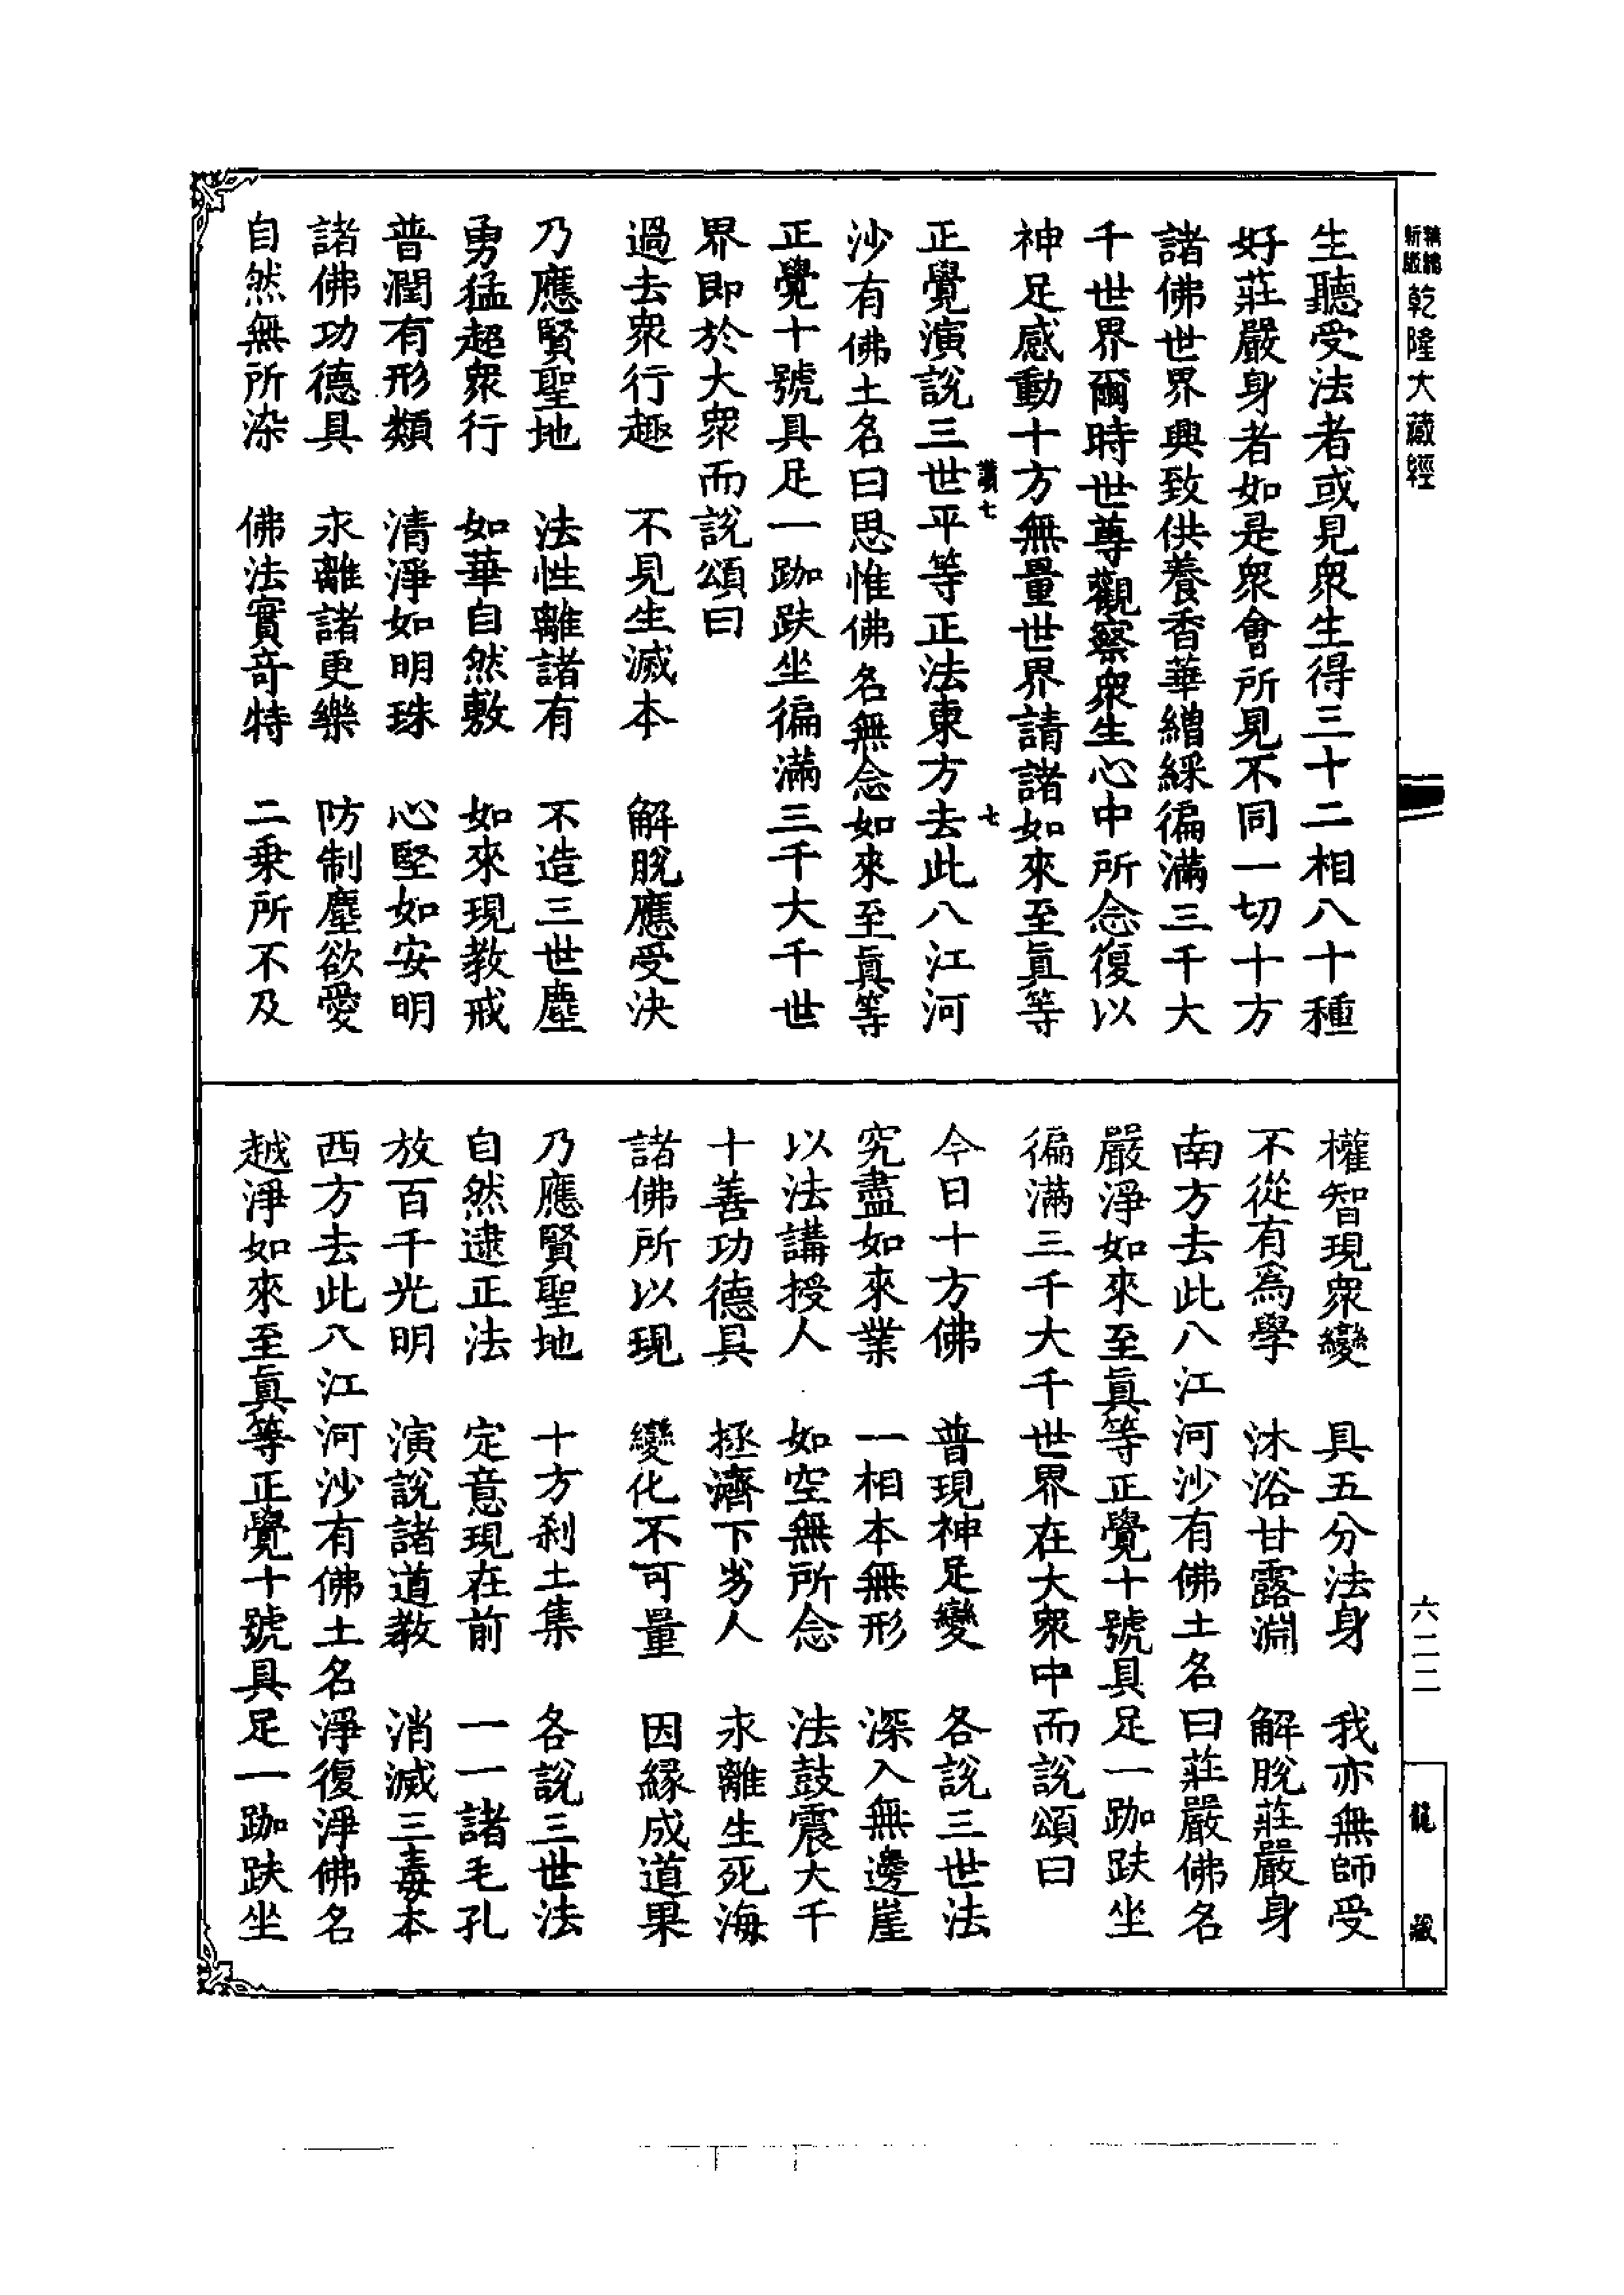 精縮
新版
乾隆大藏經
六二二
龍藏
生聽受法者或見衆生得三十二相八十種
好莊嚴身者如是衆會所見不同一切十方
諸佛世界興致供養香華繒綵徧滿三千大
千世界爾時世尊觀察衆生心中所念復以
神足感動十方無量世界請諸如來至真等
讚七 七
正覺演說三世平等正法東方去此八江河
沙有佛土名曰思惟佛名無念如來至真等
正覺十號具足一跏趺坐徧滿三千大千世
界即於大衆而說頌曰
過去衆行趣 不見生滅本 解脫應受決
乃應賢聖地 法性離諸有 不造三世塵
勇猛超衆行 如華自然敷 如來現教戒
普潤有形類 清淨如明珠 心堅如安明
諸佛功德具 永離諸更樂 防制塵欲愛
自然無所染 佛法實奇特 二乘所不及
權智現衆變 具五分法身 我亦無師受
不從有為學 沐浴甘露淵 解脫莊嚴身
南方去此八江河沙有佛土名曰莊嚴佛名
嚴淨如來至真等正覺十號具足一跏趺坐
徧滿三千大千世界在大衆中而說頌曰
今日十方佛 普現神足變 各說三世法
究盡如來業 一相本無形 深入無邊崖
以法講授人 如空無所念 法鼓震大千
十善功德具 拯濟下劣人 永離生死海
諸佛所以現 變化不可量 因緣成道果
乃應賢聖地 十方剎土集 各說三世法
自然逮正法 定意現在前 一一諸毛孔
放百千光明 演說諸道教 消滅三毒本
西方去此八江河沙有佛土名淨復淨佛名
越淨如來至真等正覺十號具足一跏趺坐